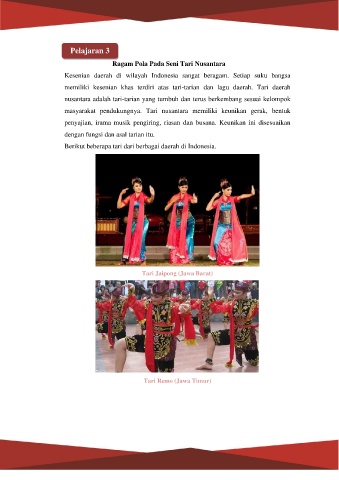 Pelajaran 3
Ragam Pola Pada Seni Tari Nusantara
Kesenian daerah di wilayah Indonesia sangat beragam. Setiap suku bangsa
memiliki kesenian khas terdiri atas tari-tarian dan lagu daerah. Tari daerah
nusantara adalah tari-tarian yang tumbuh dan terus berkembang sesuai kelompok
masyarakat pendukungnya. Tari nusantara memiliki keunikan gerak, bentuk
penyajian, irama musik pengiring, riasan dan busana. Keunikan ini disesuaikan
dengan fungsi dan asal tarian itu.
Berikut beberapa tari dari berbagai daerah di Indonesia.
Tari Jaipong (Jawa Barat)
Tari Remo (Jawa Timur)